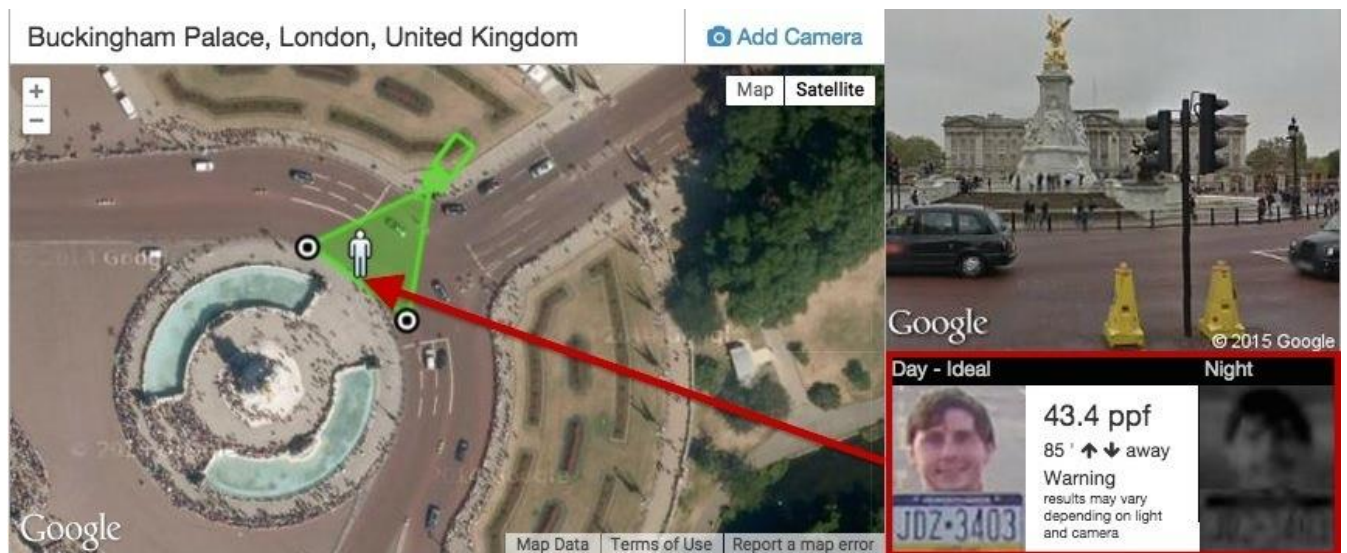 Buckingham Palace, London, United Kingdom
Add Camera
+
−
Map
Satellite
Google
Map Data
Terms of Use
Report a map error
Google
© 2015 Google
Day - Ideal
Night
43.4 ppf
85 ' away
Warning
results may vary
depending on light
and camera
JDZ·3403